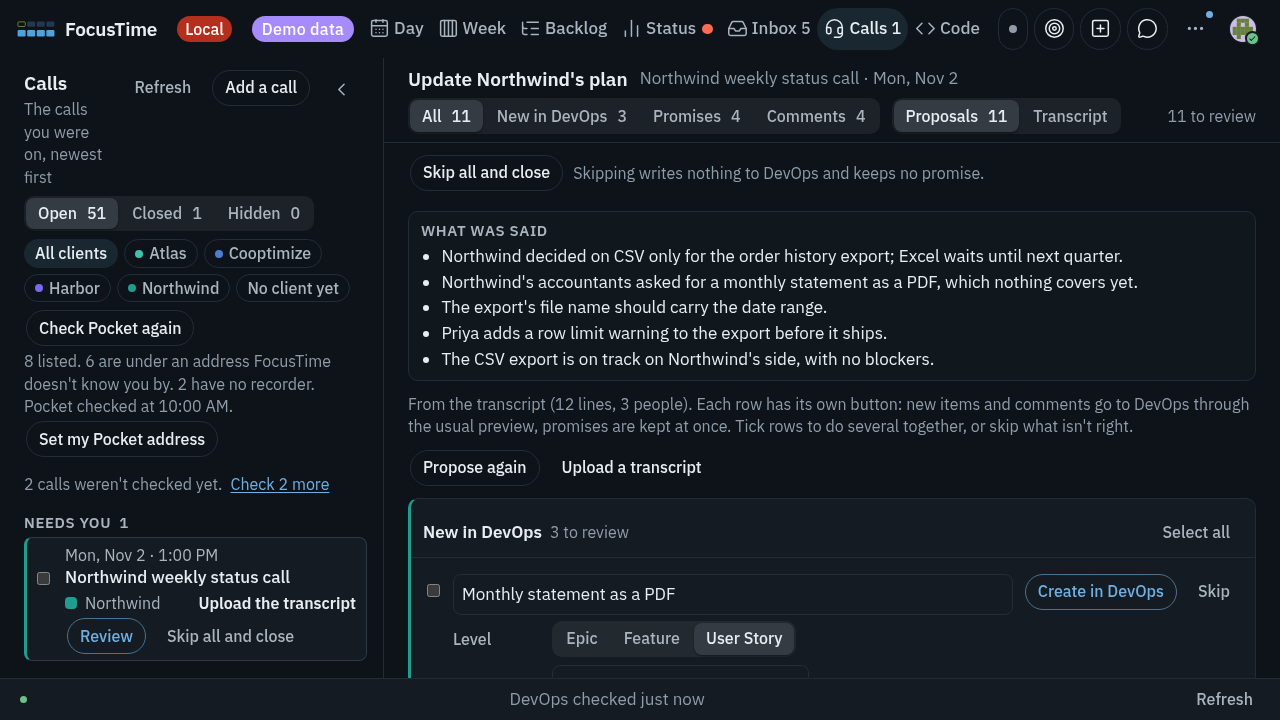 FocusTime Local Demo data Day Week Backlog Status Inbox 5 Calls 1 Code
Calls Refresh Add a call
The calls
you were
on, newest
first
Open 51 Closed 1 Hidden 0
All clients Atlas Cooptimize
Harbor Northwind No client yet
Check Pocket again
8 listed. 6 are under an address FocusTime
doesn't know you by. 2 have no recorder.
Pocket checked at 10:00 AM.
Set my Pocket address
2 calls weren't checked yet. Check 2 more
NEEDS YOU 1
Mon, Nov 2 · 1:00 PM
Northwind weekly status call
Northwind Upload the transcript
Review Skip all and close
Update Northwind's plan Northwind weekly status call · Mon, Nov 2
All 11 New in DevOps 3 Promises 4 Comments 4 Proposals 11 Transcript 11 to review
Skip all and close Skipping writes nothing to DevOps and keeps no promise.
WHAT WAS SAID
• Northwind decided on CSV only for the order history export; Excel waits until next quarter.
• Northwind's accountants asked for a monthly statement as a PDF, which nothing covers yet.
• The export's file name should carry the date range.
• Priya adds a row limit warning to the export before it ships.
• The CSV export is on track on Northwind's side, with no blockers.
From the transcript (12 lines, 3 people). Each row has its own button: new items and comments go to DevOps through
the usual preview, promises are kept at once. Tick rows to do several together, or skip what isn't right.
Propose again Upload a transcript
New in DevOps 3 to review Select all
Monthly statement as a PDF Create in DevOps Skip
Level Epic Feature User Story
DevOps checked just now Refresh